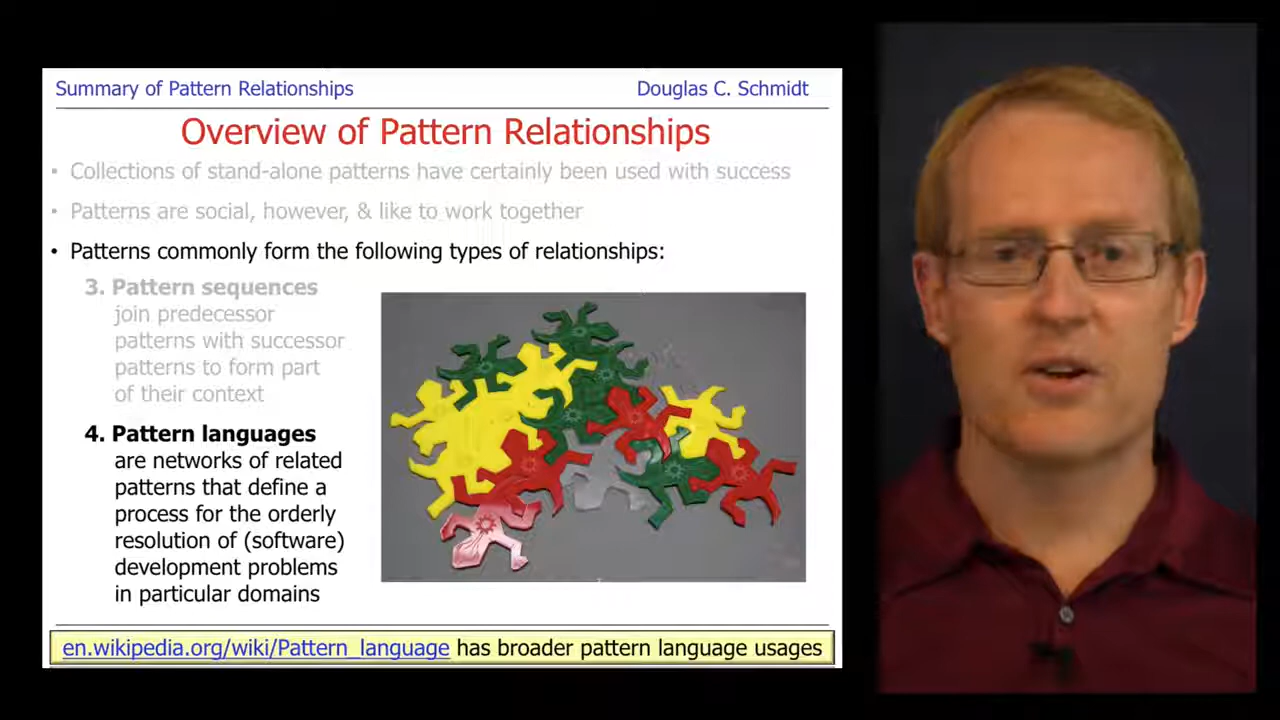 Summary of Pattern Relationships
Douglas C. Schmidt
Overview of Pattern Relationships
• Collections of stand-alone patterns have certainly been used with success
• Patterns are social, however, & like to work together
• Patterns commonly form the following types of relationships:
3. Pattern sequences
join predecessor
patterns with successor
patterns to form part
of their context
4. Pattern languages
are networks of related
patterns that define a
process for the orderly
resolution of (software)
development problems
in particular domains
en.wikipedia.org/wiki/Pattern_language has broader pattern language usages